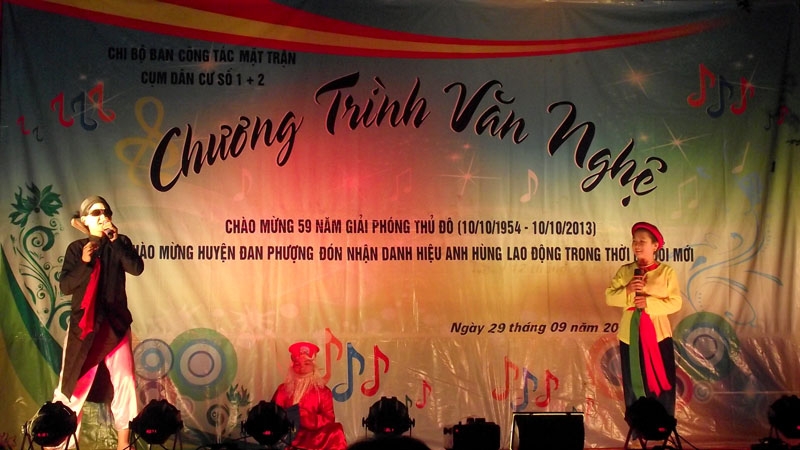 CHI BỘ BAN CÔNG TÁC MẶT TRẬN
CỤM DÂN CƯ SỐ 1 + 2
Chương Trình Văn Nghệ
CHÀO MỪNG 59 NĂM GIẢI PHÓNG THỦ ĐÔ (10/10/1954 - 10/10/2013)
HÀO MỪNG HUYỆN ĐAN PHƯỢNG ĐÓN NHẬN DANH HIỆU ANH HÙNG LAO ĐỘNG TRONG THỜI MỚI
Ngày 29 tháng 09 năm 20